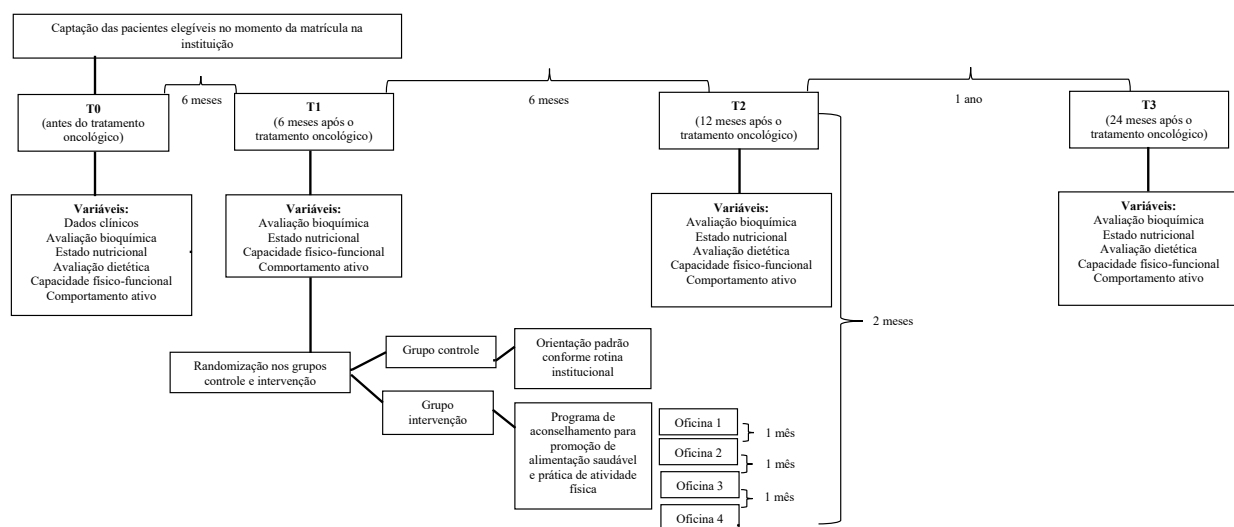 Captação das pacientes elegíveis no momento da matrícula na
instituição
6 meses
6 meses
1 ano
T0
(antes do tratamento
oncológico)
T1
(6 meses após o
tratamento oncológico)
T2
(12 meses após o
tratamento oncológico)
T3
(24 meses após o
tratamento oncológico)
Variáveis:
Dados clínicos
Avaliação bioquímica
Estado nutricional
Avaliação dietética
Capacidade físico-funcional
Comportamento ativo
Variáveis:
Avaliação bioquímica
Estado nutricional
Capacidade físico-funcional
Comportamento ativo
Variáveis:
Avaliação bioquímica
Estado nutricional
Avaliação dietética
Capacidade físico-funcional
Comportamento ativo
Variáveis:
Avaliação bioquímica
Estado nutricional
Avaliação dietética
Capacidade físico-funcional
Comportamento ativo
2 meses
Randomização nos grupos
controle e intervenção
Grupo controle
Orientação padrão
conforme rotina
institucional
Grupo
intervenção
Programa de
aconselhamento para
promoção de
alimentação saudável
e prática de atividade
física
Oficina 1
1 mês
Oficina 2
1 mês
Oficina 3
1 mês
Oficina 4